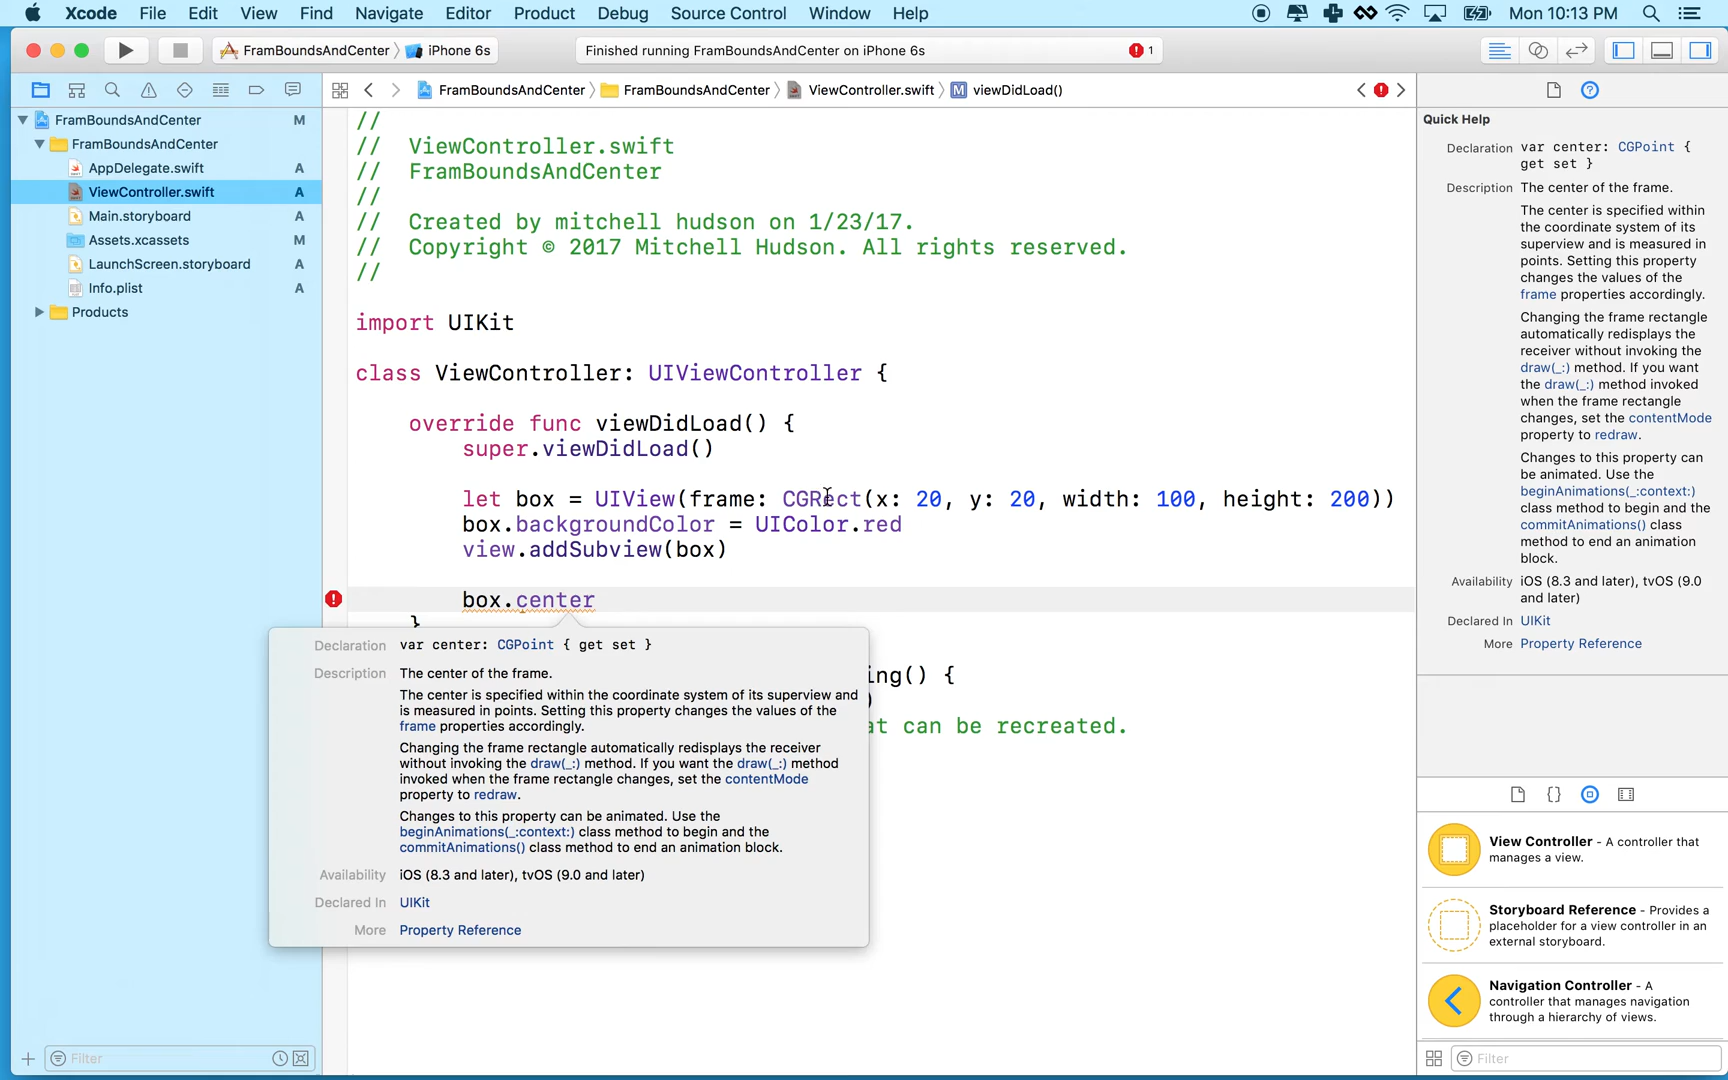 Xcode File Edit View Find Navigate Editor Product Debug Source Control Window Help Mon 10:13 PM
FramBoundsAndCenter iPhone 6s Finished running FramBoundsAndCenter on iPhone 6s 1
FramBoundsAndCenter FramBoundsAndCenter ViewController.swift M viewDidLoad()
FramBoundsAndCenter M
FramBoundsAndCenter
AppDelegate.swift A
ViewController.swift A
Main.storyboard A
Assets.xcassets M
LaunchScreen.storyboard A
Info.plist A
Products
Filter
//
// ViewController.swift
// FramBoundsAndCenter
//
// Created by mitchell hudson on 1/23/17.
// Copyright © 2017 Mitchell Hudson. All rights reserved.
//
import UIKit
class ViewController: UIViewController {
override func viewDidLoad() {
super.viewDidLoad()
let box = UIView(frame: CGRect(x: 20, y: 20, width: 100, height: 200))
box.backgroundColor = UIColor.red
view.addSubview(box)
box.center
}
ing() {
)
at can be recreated.
Declaration var center: CGPoint { get set }
Description The center of the frame.
The center is specified within the coordinate system of its superview and
is measured in points. Setting this property changes the values of the
frame properties accordingly.
Changing the frame rectangle automatically redisplays the receiver
without invoking the draw(_:) method. If you want the draw(_:) method
invoked when the frame rectangle changes, set the contentMode
property to redraw.
Changes to this property can be animated. Use the
beginAnimations(_:context:) class method to begin and the
commitAnimations() class method to end an animation block.
Availability iOS (8.3 and later), tvOS (9.0 and later)
Declared In UIKit
More Property Reference
Quick Help
Declaration var center: CGPoint {
get set }
Description The center of the frame.
The center is specified within
the coordinate system of its
superview and is measured in
points. Setting this property
changes the values of the
frame properties accordingly.
Changing the frame rectangle
automatically redisplays the
receiver without invoking the
draw(_:) method. If you want
the draw(_:) method invoked
when the frame rectangle
changes, set the contentMode
property to redraw.
Changes to this property can
be animated. Use the
beginAnimations(_:context:)
class method to begin and the
commitAnimations() class
method to end an animation
block.
Availability iOS (8.3 and later), tvOS (9.0
and later)
Declared In UIKit
More Property Reference
View Controller - A controller that
manages a view.
Storyboard Reference - Provides a
placeholder for a view controller in an
external storyboard.
Navigation Controller - A
controller that manages navigation
through a hierarchy of views.
Filter